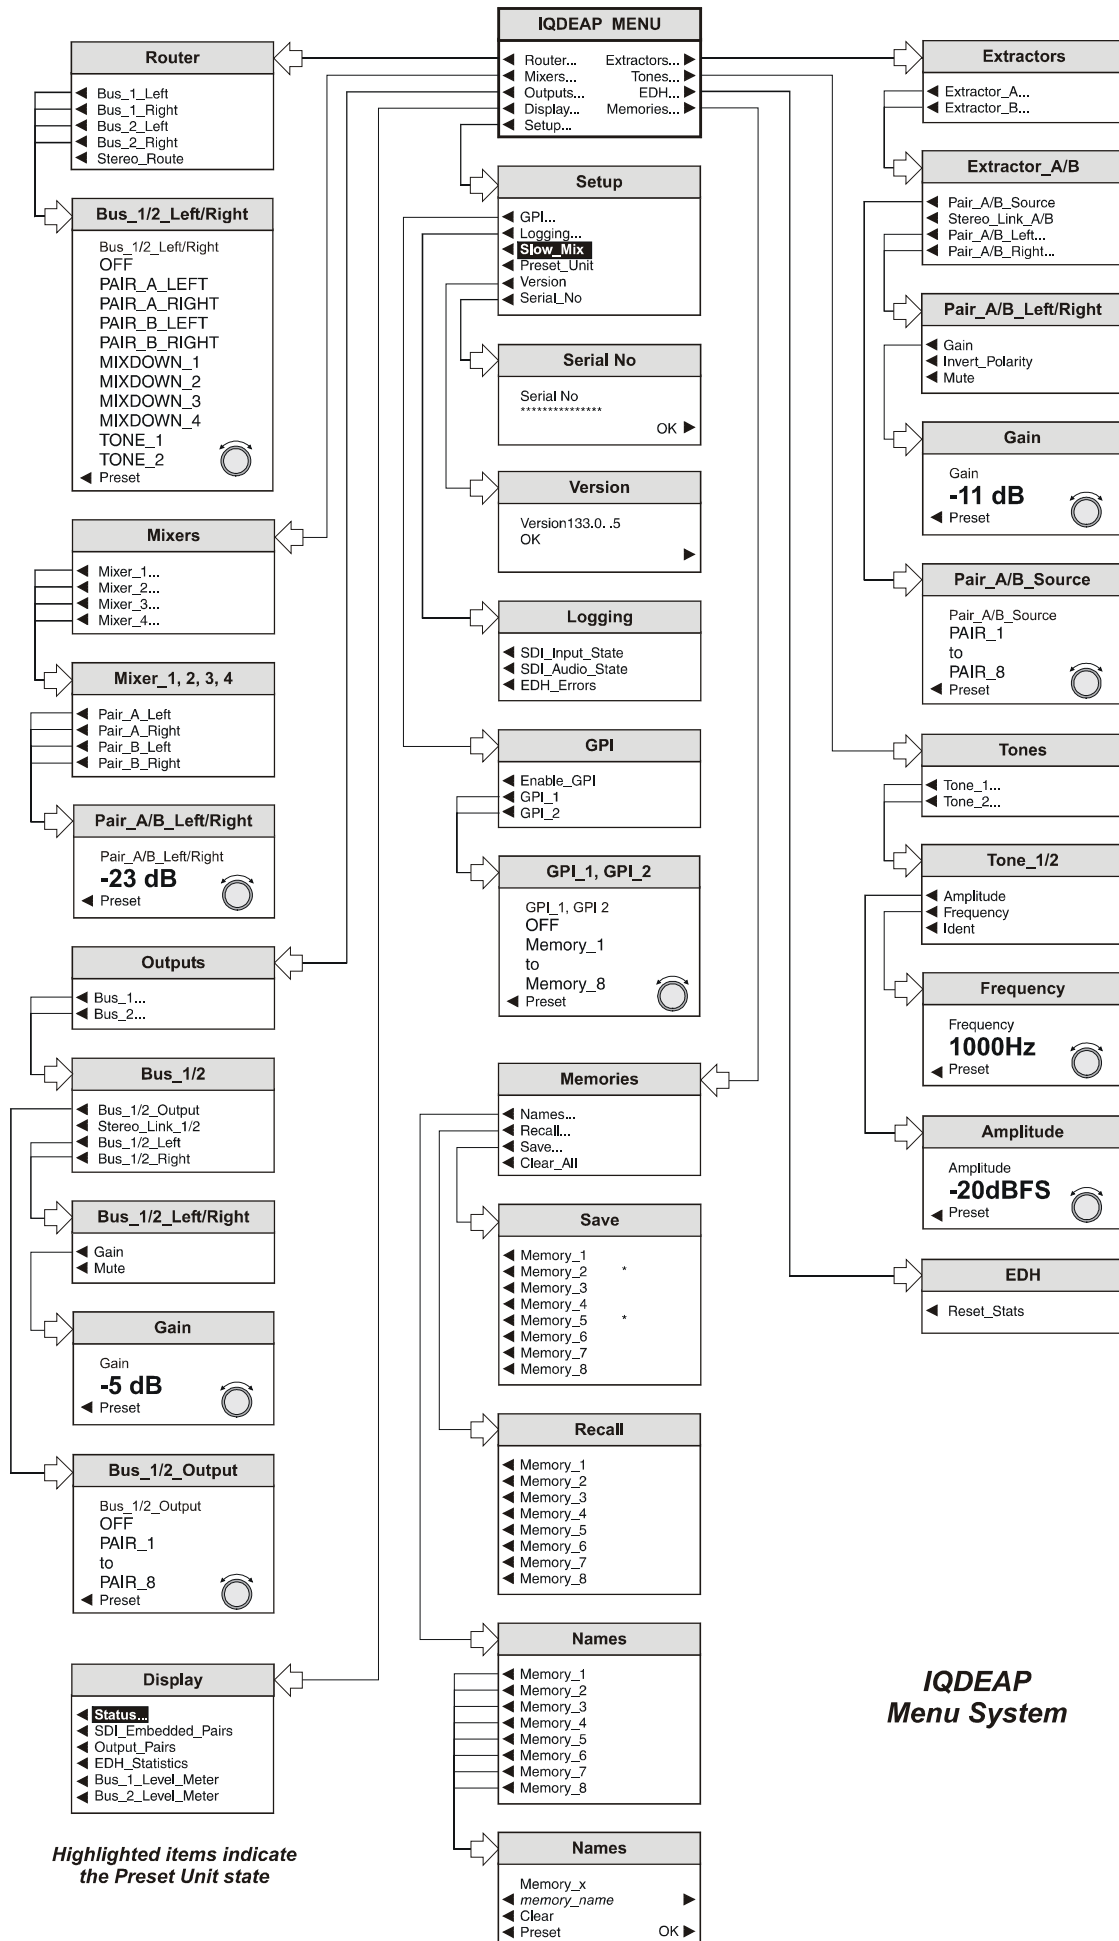 IQDEAP MENU
Router... Extractors...
Mixers... Tones...
Outputs... EDH...
Display... Memories...
Setup...
Router
Bus_1_Left
Bus_1_Right
Bus_2_Left
Bus_2_Right
Stereo_Route
Bus_1/2_Left/Right
Bus_1/2_Left/Right
OFF
PAIR_A_LEFT
PAIR_A_RIGHT
PAIR_B_LEFT
PAIR_B_RIGHT
MIXDOWN_1
MIXDOWN_2
MIXDOWN_3
MIXDOWN_4
TONE_1
TONE_2
Preset
Mixers
Mixer_1...
Mixer_2...
Mixer_3...
Mixer_4...
Mixer_1, 2, 3, 4
Pair_A_Left
Pair_A_Right
Pair_B_Left
Pair_B_Right
Pair_A/B_Left/Right
Pair_A/B_Left/Right
-23 dB
Preset
Outputs
Bus_1...
Bus_2...
Bus_1/2
Bus_1/2_Output
Stereo_Link_1/2
Bus_1/2_Left
Bus_1/2_Right
Bus_1/2_Left/Right
Gain
Mute
Gain
Gain
-5 dB
Preset
Bus_1/2_Output
Bus_1/2_Output
OFF
PAIR_1
to
PAIR_8
Preset
Display
Status...
SDI_Embedded_Pairs
Output_Pairs
EDH_Statistics
Bus_1_Level_Meter
Bus_2_Level_Meter
Highlighted items indicate
the Preset Unit state
Setup
GPI...
Logging...
Slow_Mix
Preset_Unit
Version
Serial_No
Serial No
Serial No
***************
OK
Version
Version133.0. .5
OK
Logging
SDI_Input_State
SDI_Audio_State
EDH_Errors
GPI
Enable_GPI
GPI_1
GPI_2
GPI_1, GPI_2
GPI_1, GPI 2
OFF
Memory_1
to
Memory_8
Preset
Memories
Names...
Recall...
Save...
Clear_All
Save
Memory_1
Memory_2 *
Memory_3
Memory_4
Memory_5 *
Memory_6
Memory_7
Memory_8
Recall
Memory_1
Memory_2
Memory_3
Memory_4
Memory_5
Memory_6
Memory_7
Memory_8
Names
Memory_1
Memory_2
Memory_3
Memory_4
Memory_5
Memory_6
Memory_7
Memory_8
Names
Memory_x
memory_name
Clear
Preset OK
Extractors
Extractor_A...
Extractor_B...
Extractor_A/B
Pair_A/B_Source
Stereo_Link_A/B
Pair_A/B_Left...
Pair_A/B_Right...
Pair_A/B_Left/Right
Gain
Invert_Polarity
Mute
Gain
Gain
-11 dB
Preset
Pair_A/B_Source
Pair_A/B_Source
PAIR_1
to
PAIR_8
Preset
Tones
Tone_1...
Tone_2...
Tone_1/2
Amplitude
Frequency
Ident
Frequency
Frequency
1000Hz
Preset
Amplitude
Amplitude
-20dBFS
Preset
EDH
Reset_Stats
IQDEAP
Menu System